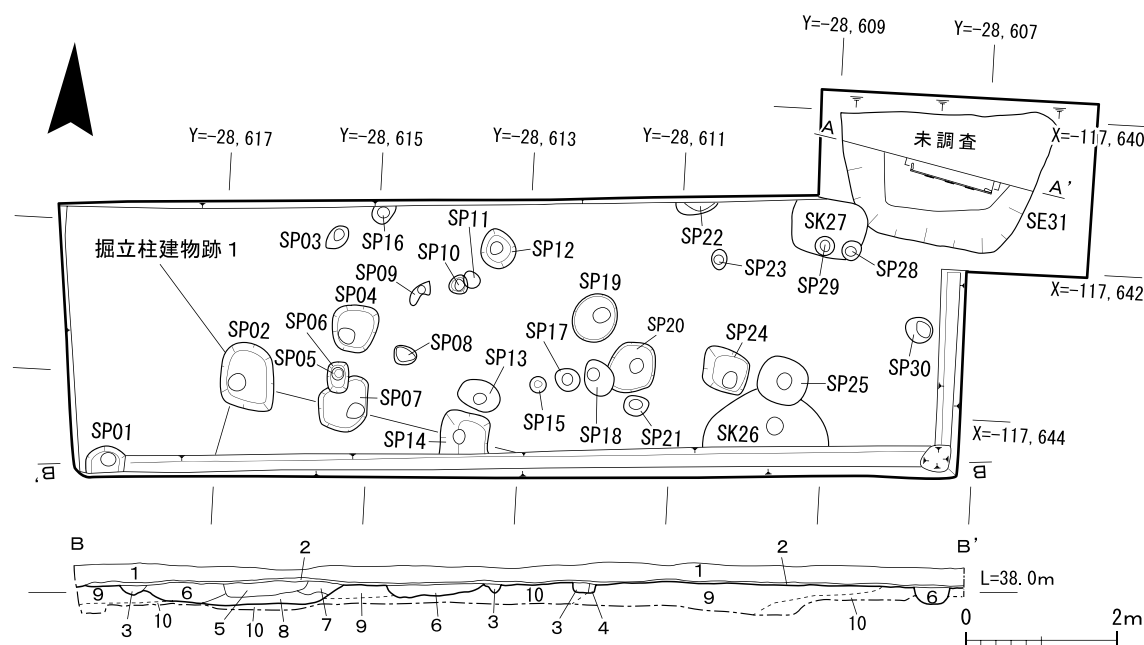 Y=-28,609
Y=-28,607
Y=-28,617
Y=-28,615
Y=-28,613
Y=-28,611
A
未調査
X=-117,640
A'
SE31
SP11
SK27
SP03
SP16
SP22
掘立柱建物跡1
SP10
SP12
SP23
SP28
SP09
SP29
SP19
X=-117,642
SP04
SP06
SP02
SP17
SP20
SP24
SP05
SP08
SP13
SP30
SP07
SP25
SP15
SP01
SP14
SP18
SP21
SK26
X=-117,644
B'
B
B
2
2
B'
1
1
L=38.0m
9
6
10
9
6
3
10
5
10
8
7
9
6
3
3
4
10
0
2m